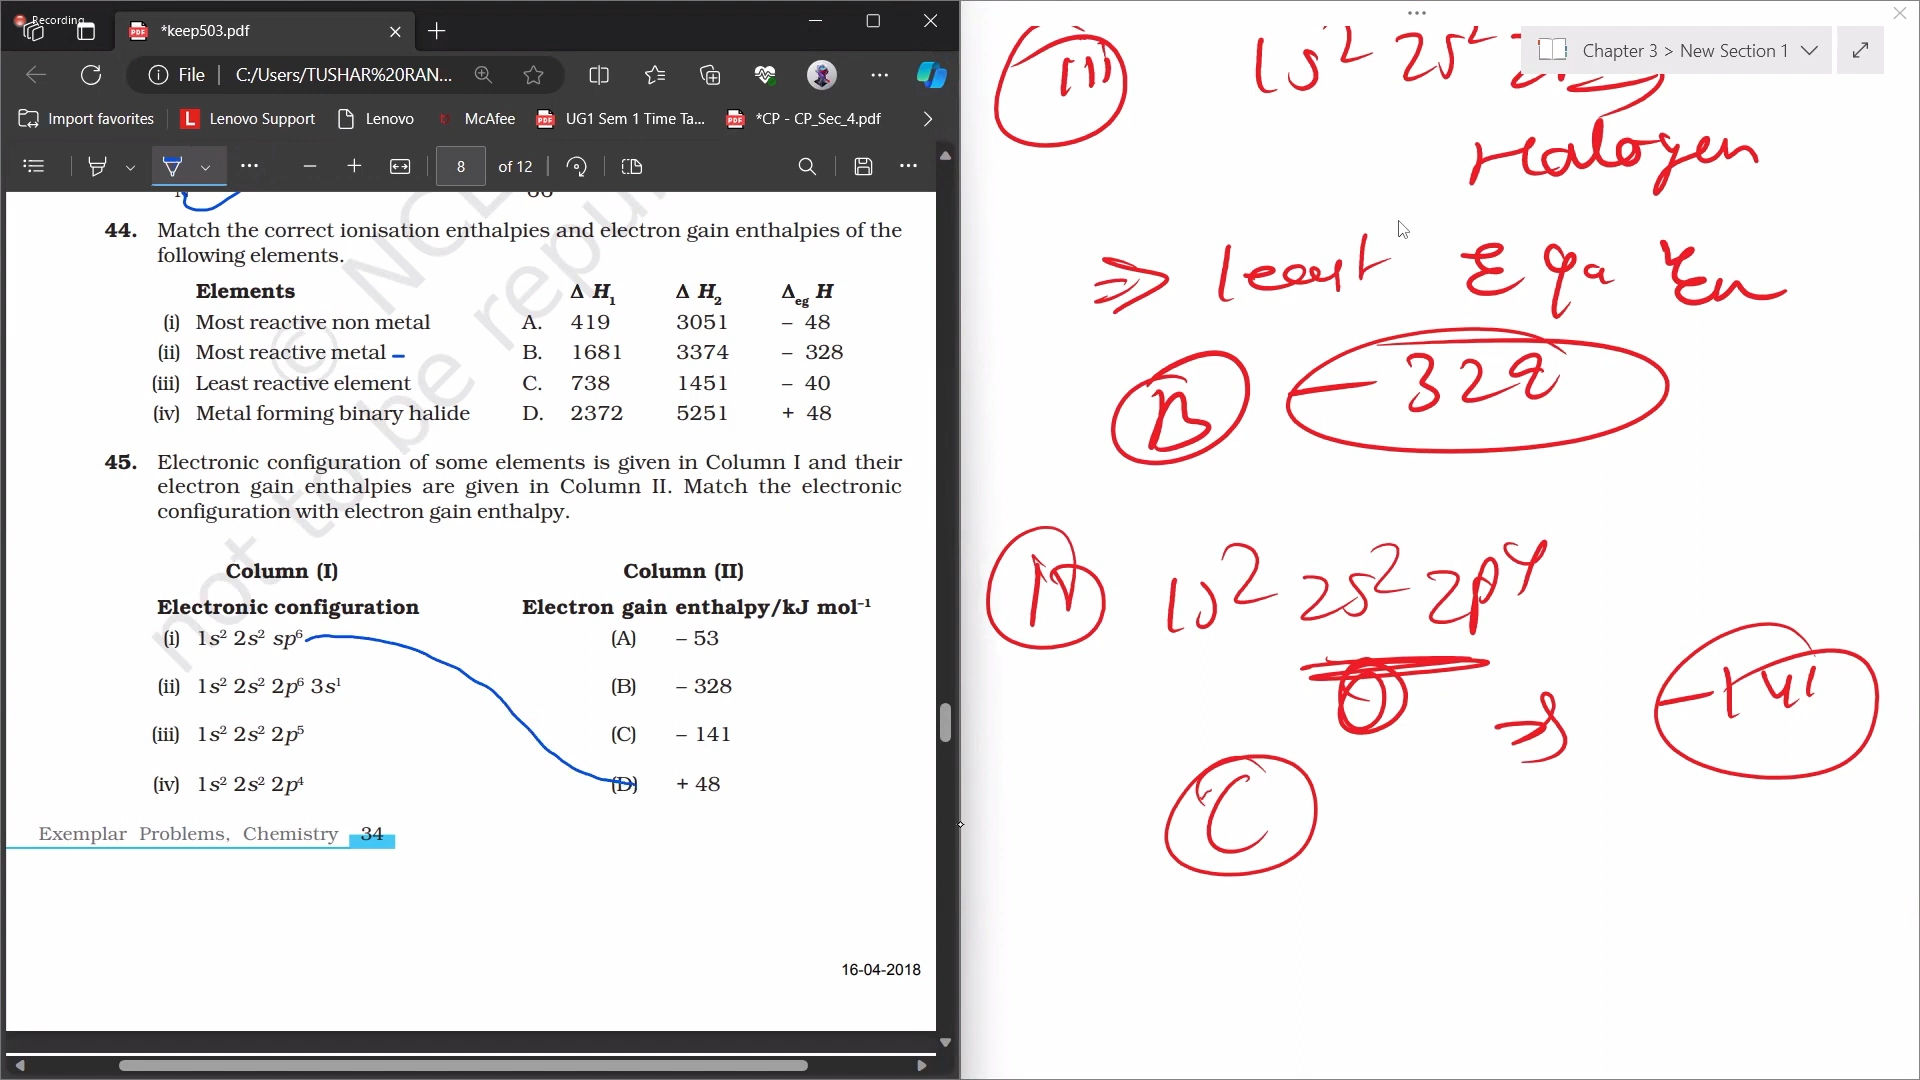 Recording
*keep503.pdf
File
C:/Users/TUSHAR%20RAN...
Import favorites
Lenovo Support
Lenovo
McAfee
UG1 Sem 1 Time Ta...
*CP - CP_Sec_4.pdf
8 of 12
44. Match the correct ionisation enthalpies and electron gain enthalpies of the
following elements.
Elements Δ H₁ Δ H₂ Δeg H
(i) Most reactive non metal A. 419 3051 – 48
(ii) Most reactive metal B. 1681 3374 – 328
(iii) Least reactive element C. 738 1451 – 40
(iv) Metal forming binary halide D. 2372 5251 + 48
45. Electronic configuration of some elements is given in Column I and their
electron gain enthalpies are given in Column II. Match the electronic
configuration with electron gain enthalpy.
Column (I) Column (II)
Electronic configuration Electron gain enthalpy/kJ mol⁻¹
(i) 1s² 2s² sp⁶ (A) – 53
(ii) 1s² 2s² 2p⁶ 3s¹ (B) – 328
(iii) 1s² 2s² 2p⁵ (C) – 141
(iv) 1s² 2s² 2p⁴ (D) + 48
Exemplar Problems, Chemistry 34
16-04-2018
not to be
Chapter 3 > New Section 1
III 1s² 2s²
Halogen
⇒ least
B – 328
IV 1s² 2s² 2p⁴
O ⇒ – 141
C